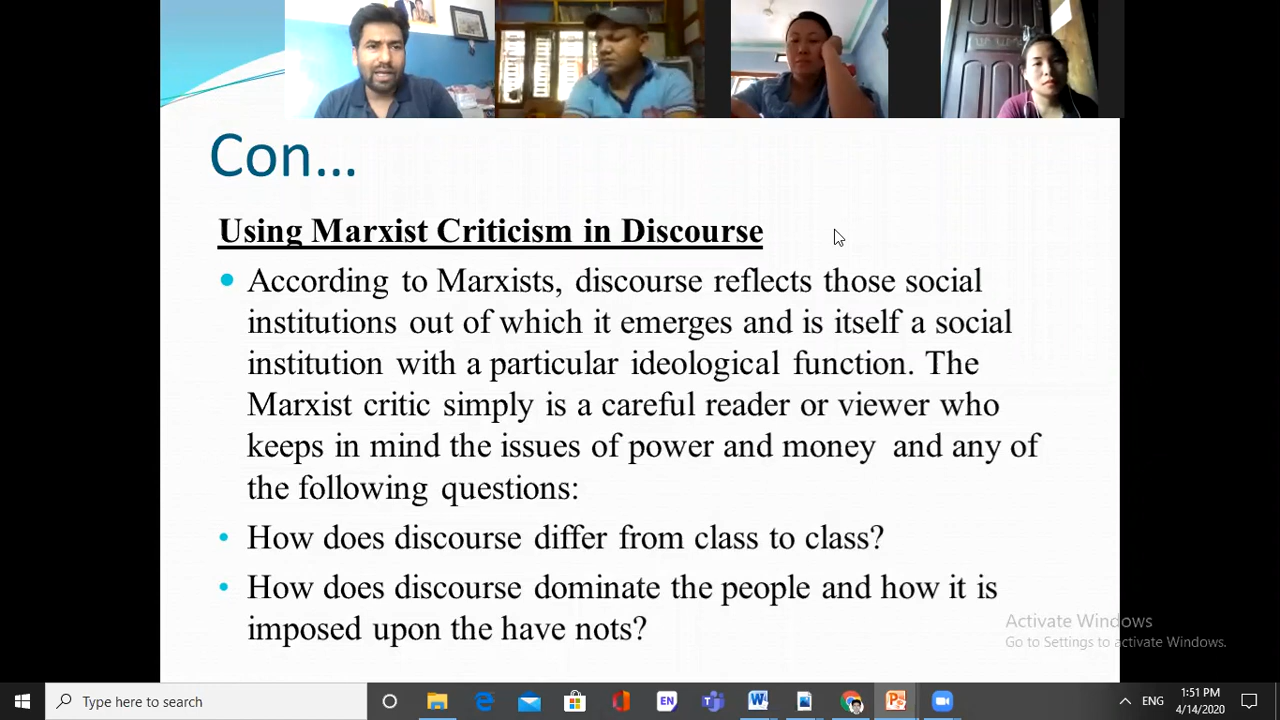 Con...
Using Marxist Criticism in Discourse
According to Marxists, discourse reflects those social
institutions out of which it emerges and is itself a social
institution with a particular ideological function. The
Marxist critic simply is a careful reader or viewer who
keeps in mind the issues of power and money and any of
the following questions:
How does discourse differ from class to class?
How does discourse dominate the people and how it is
imposed upon the have nots?
Activate Windows
Go to Settings to activate Windows.
Type here to search
EN
ENG
1:51 PM
4/14/2020